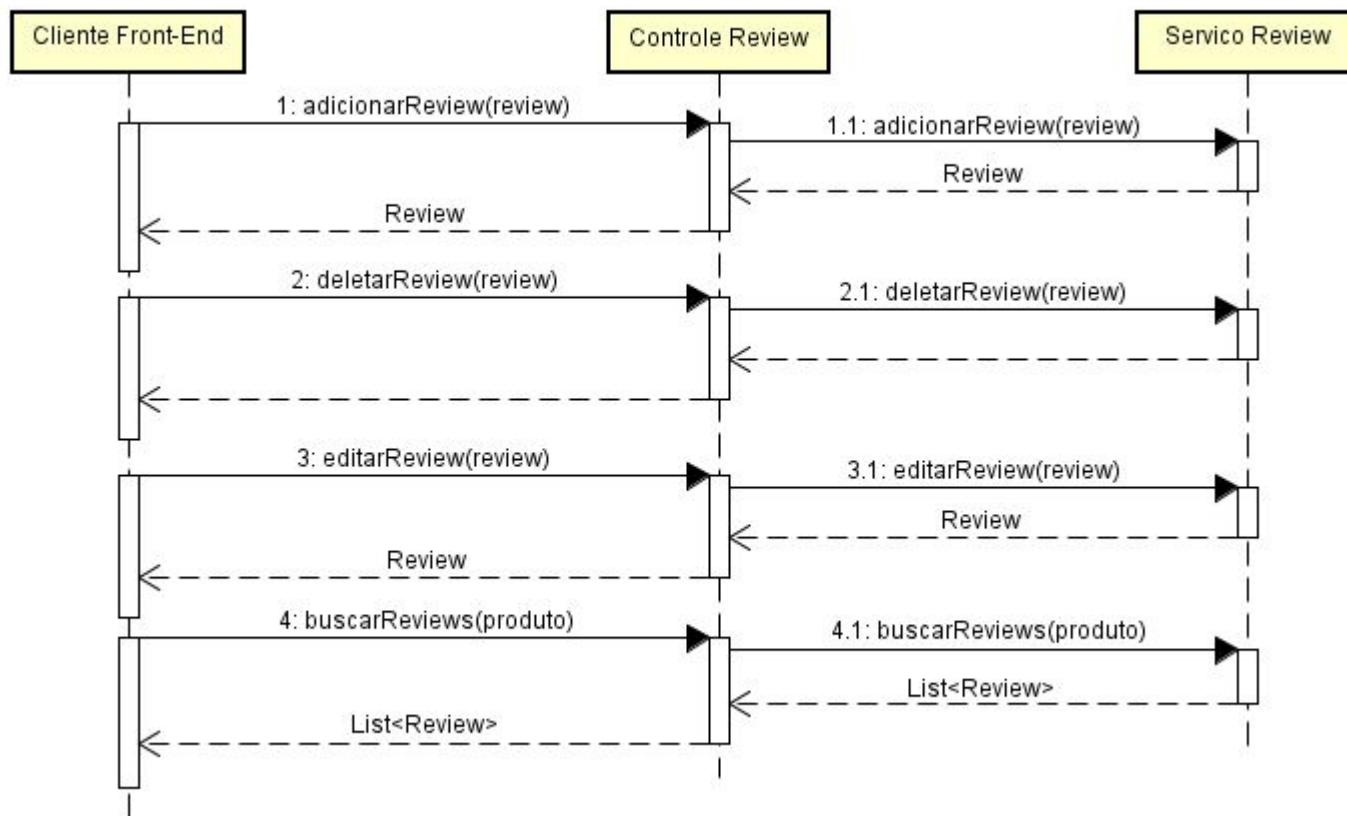 Cliente Front-End
Controle Review
Servico Review
1: adicionarReview(review)
1.1: adicionarReview(review)
Review
Review
2: deletarReview(review)
2.1: deletarReview(review)
3: editarReview(review)
3.1: editarReview(review)
Review
Review
4: buscarReviews(produto)
4.1: buscarReviews(produto)
List<Review>
List<Review>